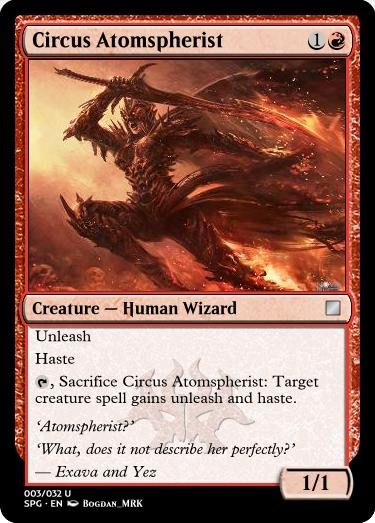 Circus Atomspherist 1
Creature — Human Wizard
Unleash
Haste
, Sacrifice Circus Atomspherist: Target
creature spell gains unleash and haste.
‘Atomspherist?’
‘What, does it not describe her perfectly?’
— Exava and Yez
1/1
003/032 U
SPG · EN Bogdan_MRK